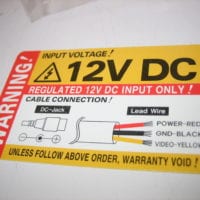 WARNING!
INPUT VOLTAGE!
12V DC
REGULATED 12V DC INPUT ONLY!
CABLE CONNECTION!
DC-Jack
Lead Wire
POWER-RED
GND-BLACK
VIDEO-YELLOW
UNLESS FOLLOW ABOVE ORDER, WARRANTY VOID!